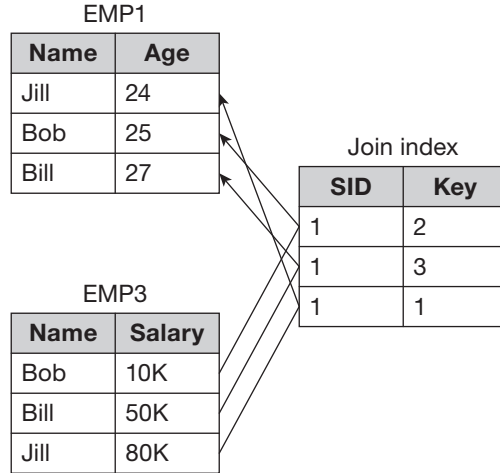 EMP1
Name Age
Jill 24
Bob 25
Bill 27
Join index
SID Key
1 2
1 3
1 1
EMP3
Name Salary
Bob 10K
Bill 50K
Jill 80K